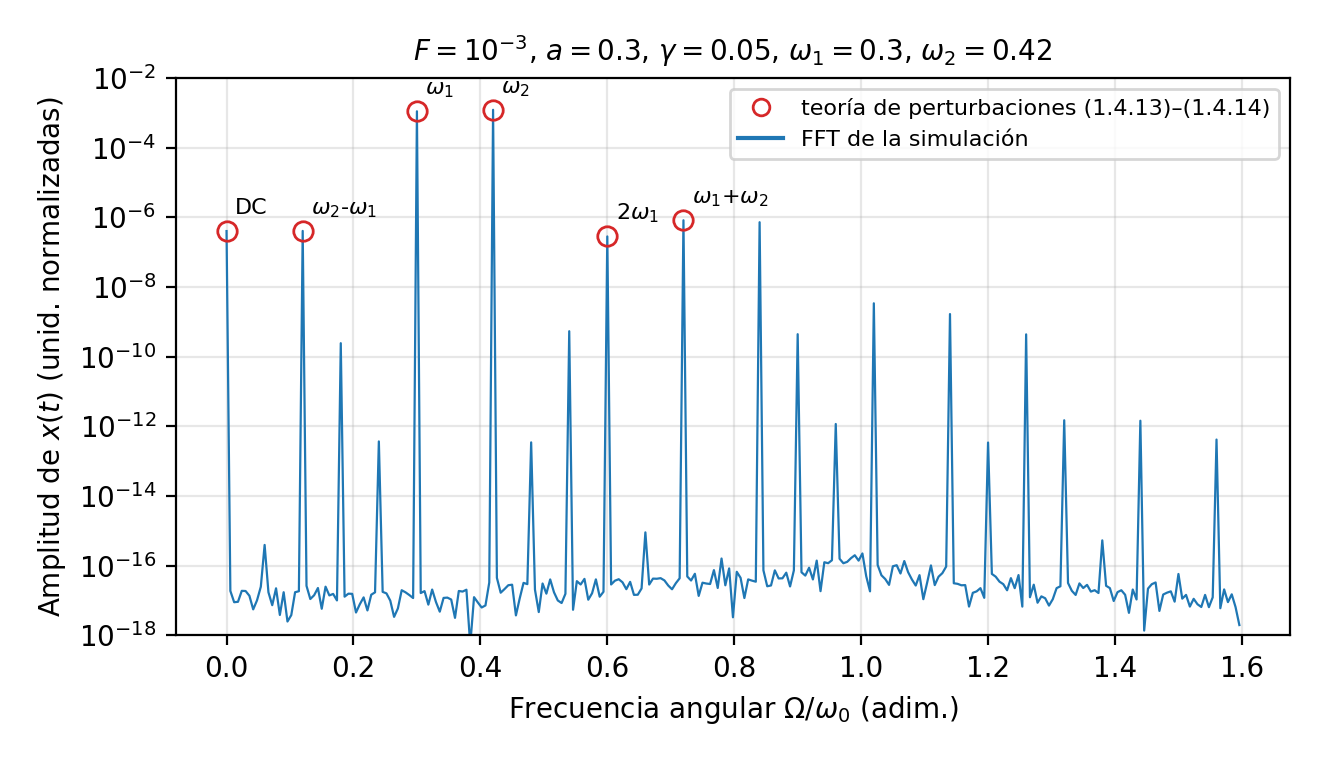 F = 10⁻³, a = 0.3, γ = 0.05, ω₁ = 0.3, ω₂ = 0.42
10⁻²
10⁻⁴
10⁻⁶
10⁻⁸
10⁻¹⁰
10⁻¹²
10⁻¹⁴
10⁻¹⁶
10⁻¹⁸
Amplitud de x(t) (unid. normalizadas)
DC
ω₂-ω₁
ω₁
ω₂
2ω₁
ω₁+ω₂
teoría de perturbaciones (1.4.13)–(1.4.14)
FFT de la simulación
0.0
0.2
0.4
0.6
0.8
1.0
1.2
1.4
1.6
Frecuencia angular Ω/ω₀ (adim.)